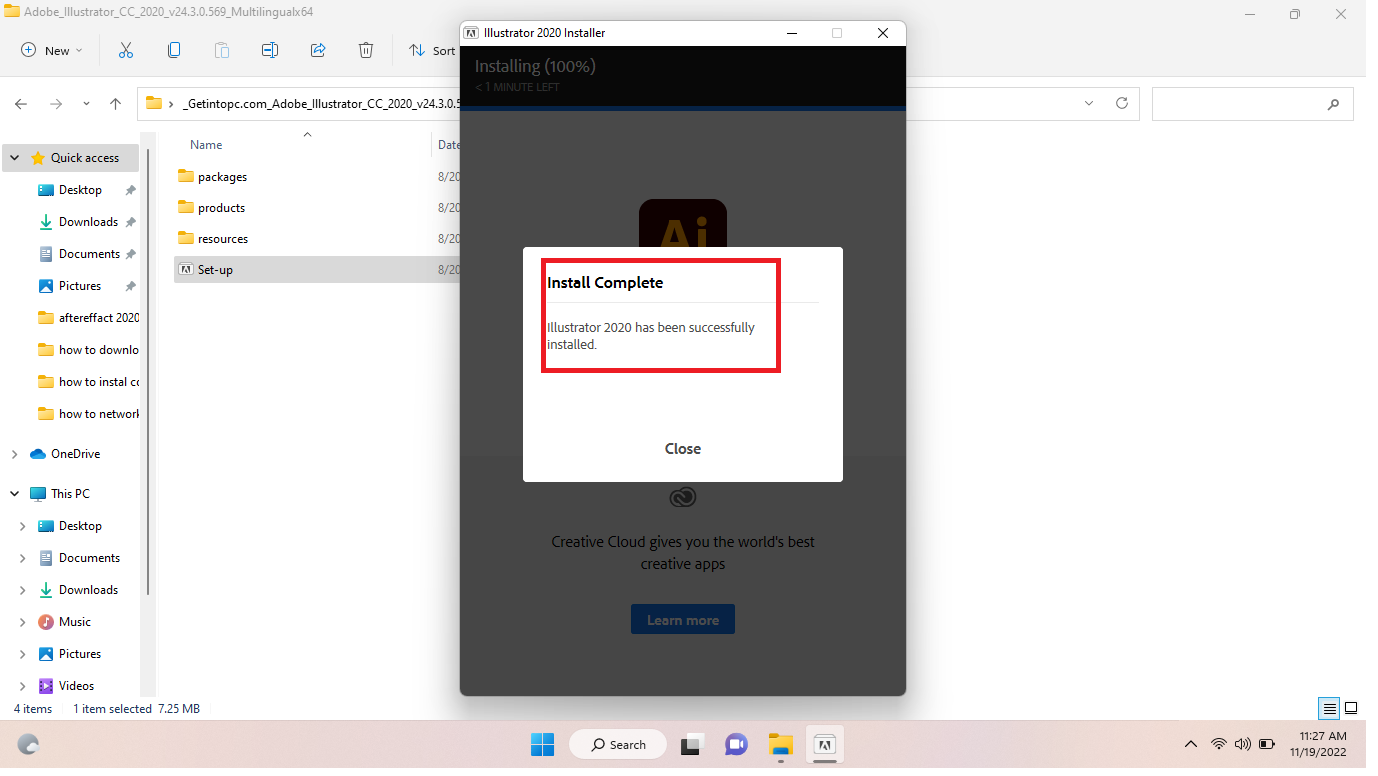 Adobe_Illustrator_CC_2020_v24.3.0.569_Multilingualx64
Illustrator 2020 Installer
New
Sort
Installing (100%)
< 1 MINUTE LEFT
_Getintopc.com_Adobe_Illustrator_CC_2020_v24.3.0.5
Name
Date
Quick access
packages
8/20
Desktop
products
8/20
Downloads
resources
8/20
Documents
Set-up
8/20
Pictures
aftereffact 2020
how to downlo
how to instal co
how to network
OneDrive
This PC
Desktop
Documents
Downloads
Music
Pictures
Videos
Ai
Install Complete
Illustrator 2020 has been successfully
installed.
Close
Creative Cloud gives you the world's best
creative apps
Learn more
4 items
1 item selected 7.25 MB
Search
11:27 AM
11/19/2022